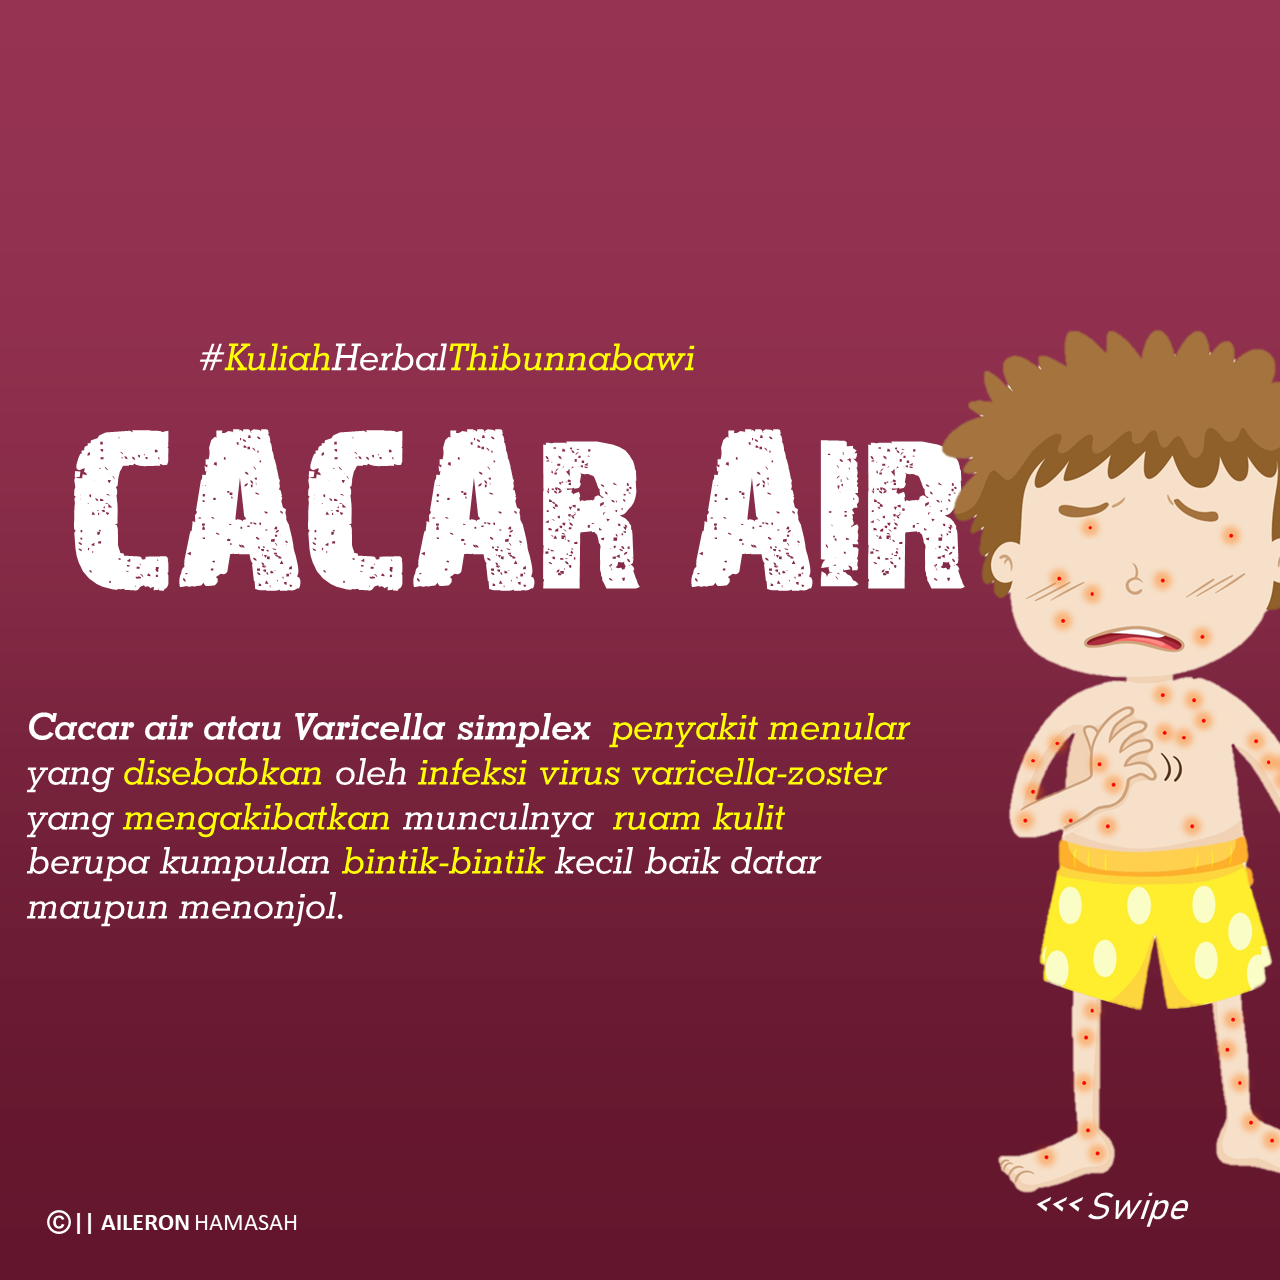 #KuliahHerbalThibunnabawi
CACAR AIR
Cacar air atau Varicella simplex penyakit menular
yang disebabkan oleh infeksi virus varicella-zoster
yang mengakibatkan munculnya ruam kulit
berupa kumpulan bintik-bintik kecil baik datar
maupun menonjol.
<<< Swipe
©|| AILERON HAMASAH